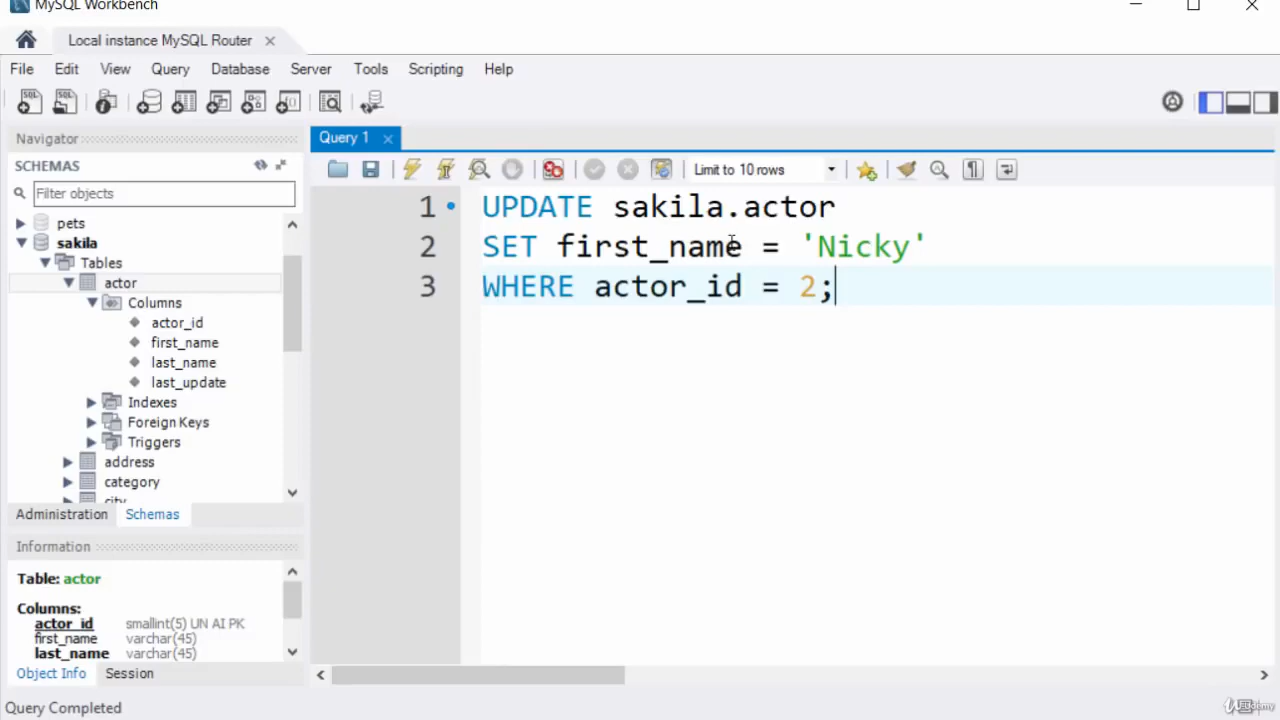 MySQL Workbench
Local instance MySQL Router
File Edit View Query Database Server Tools Scripting Help
Navigator
SCHEMAS
Filter objects
pets
sakila
Tables
actor
Columns
actor_id
first_name
last_name
last_update
Indexes
Foreign Keys
Triggers
address
category
city
Administration Schemas
Information
Table: actor
Columns:
actor_id smallint(5) UN AI PK
first_name varchar(45)
last_name varchar(45)
Object Info Session
Query Completed
Query 1
Limit to 10 rows
1 UPDATE sakila.actor
2 SET first_name = 'Nicky'
3 WHERE actor_id = 2;